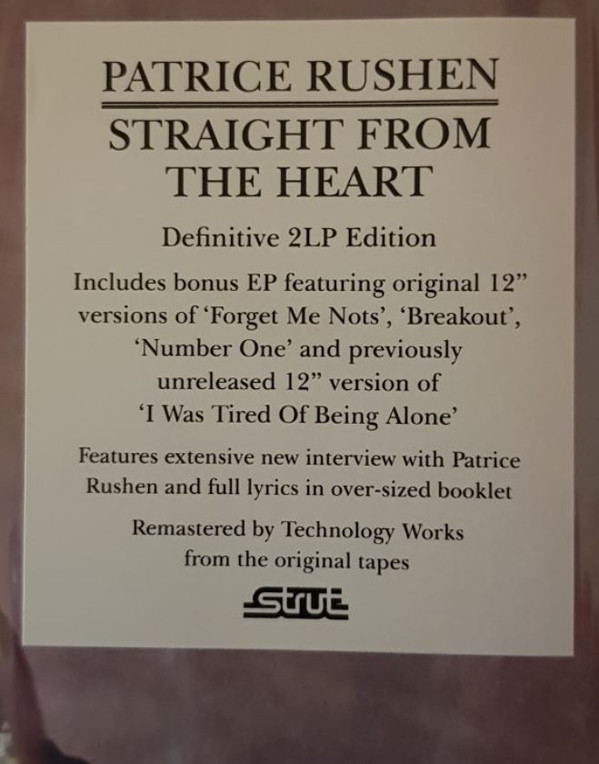 PATRICE RUSHEN
STRAIGHT FROM
THE HEART
Definitive 2LP Edition
Includes bonus EP featuring original 12”
versions of ‘Forget Me Nots’, ‘Breakout’,
‘Number One’ and previously
unreleased 12” version of
‘I Was Tired Of Being Alone’
Features extensive new interview with Patrice
Rushen and full lyrics in over-sized booklet
Remastered by Technology Works
from the original tapes
strut